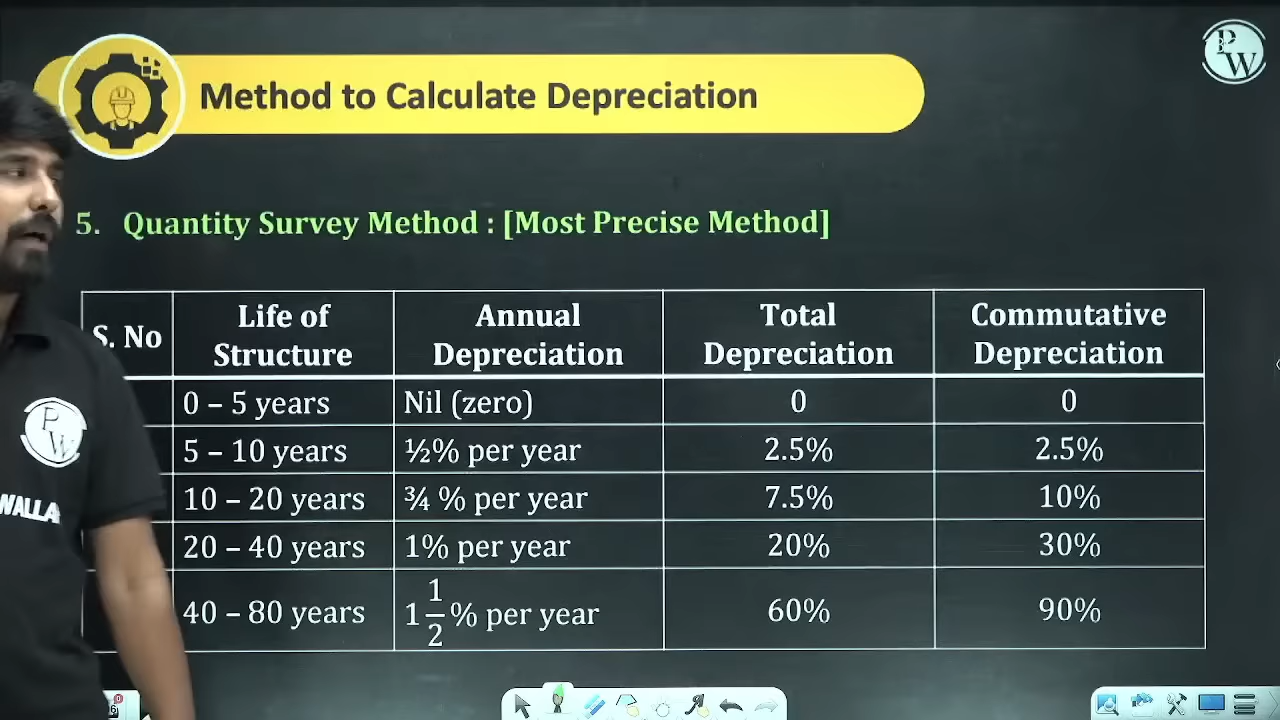 Method to Calculate Depreciation
PW
5. Quantity Survey Method : [Most Precise Method]
S. No | Life of Structure | Annual Depreciation | Total Depreciation | Commutative Depreciation
0 – 5 years | Nil (zero) | 0 | 0
5 – 10 years | ½% per year | 2.5% | 2.5%
10 – 20 years | ¾ % per year | 7.5% | 10%
20 – 40 years | 1% per year | 20% | 30%
40 – 80 years | 1 1/2 % per year | 60% | 90%
PW
WALLA